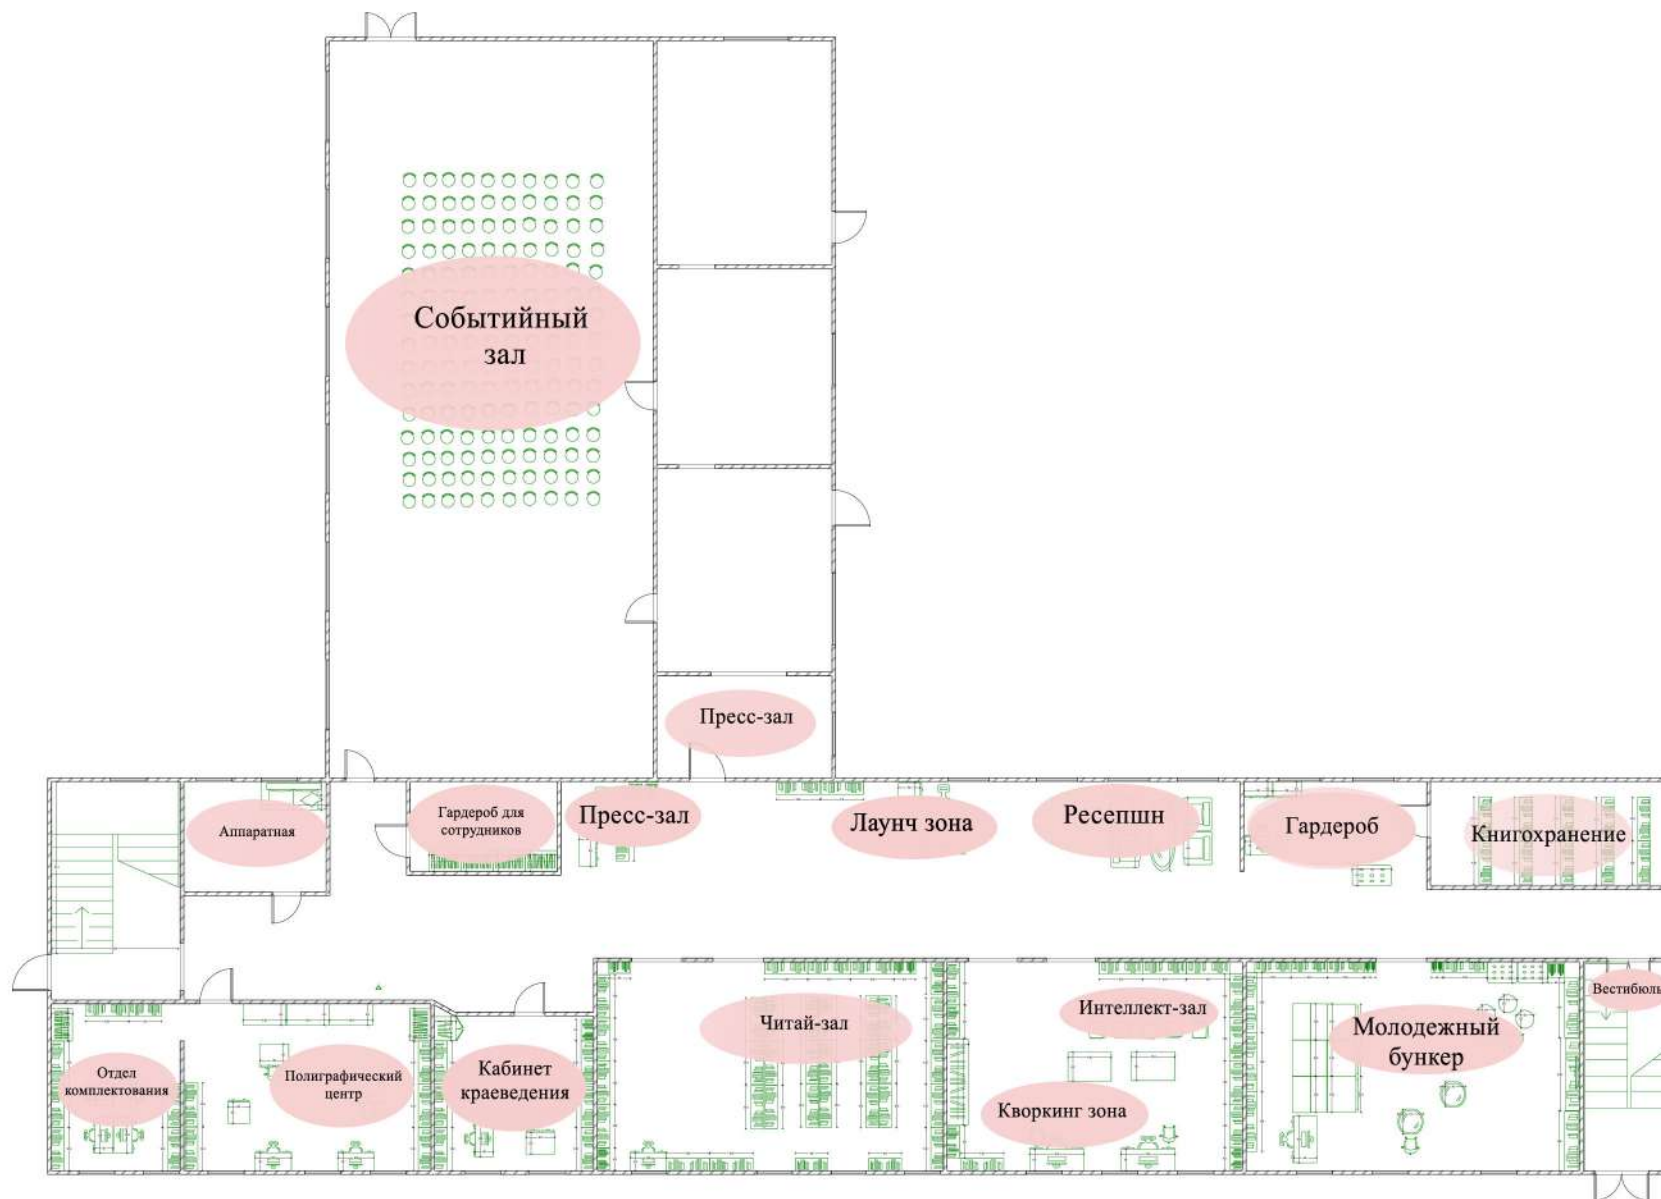 Событийный
зал
Пресс-зал
Аппаратная
Гардероб для
сотрудников
Пресс-зал
Лаунч зона
Ресепшн
Гардероб
Книгохранение
Вестибюль
Читай-зал
Интеллект-зал
Молодежный
бункер
Отдел
комплектования
Полиграфический
центр
Кабинет
краеведения
Кворкинг зона